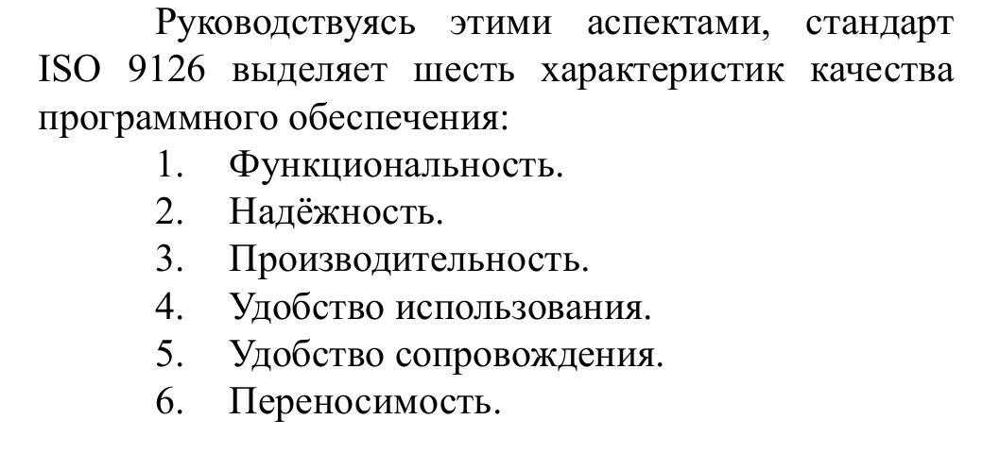 Руководствуясь этими аспектами, стандарт
ISO 9126 выделяет шесть характеристик качества
программного обеспечения:
1. Функциональность.
2. Надёжность.
3. Производительность.
4. Удобство использования.
5. Удобство сопровождения.
6. Переносимость.